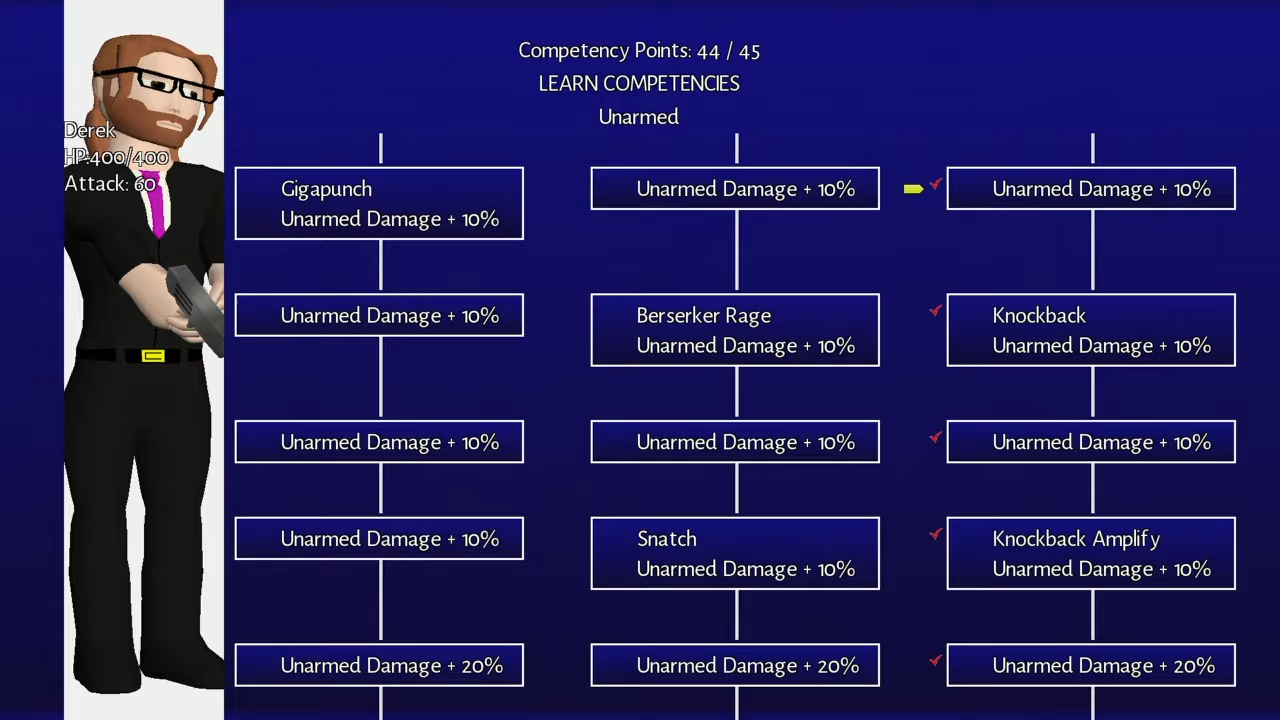 Competency Points: 44 / 45
LEARN COMPETENCIES
Unarmed
Derek
HP:400/400
Attack: 60
Gigapunch
Unarmed Damage + 10%
Unarmed Damage + 10%
Unarmed Damage + 10%
Unarmed Damage + 10%
Unarmed Damage + 20%
Unarmed Damage + 10%
Berserker Rage
Unarmed Damage + 10%
Unarmed Damage + 10%
Snatch
Unarmed Damage + 10%
Unarmed Damage + 20%
Unarmed Damage + 10%
Knockback
Unarmed Damage + 10%
Unarmed Damage + 10%
Knockback Amplify
Unarmed Damage + 10%
Unarmed Damage + 20%